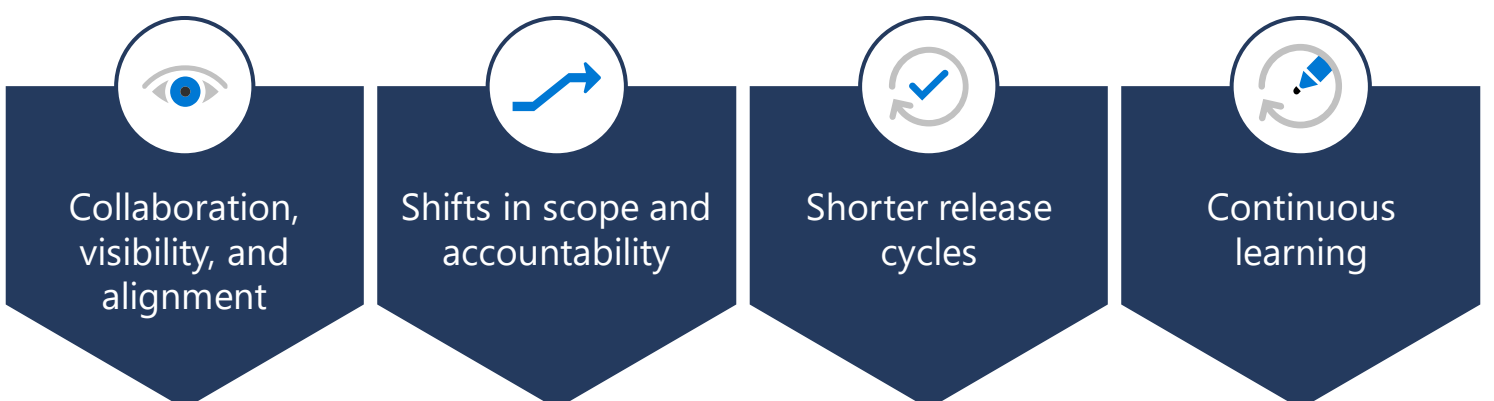 Collaboration,
visibility, and
alignment
Shifts in scope and
accountability
Shorter release
cycles
Continuous
learning